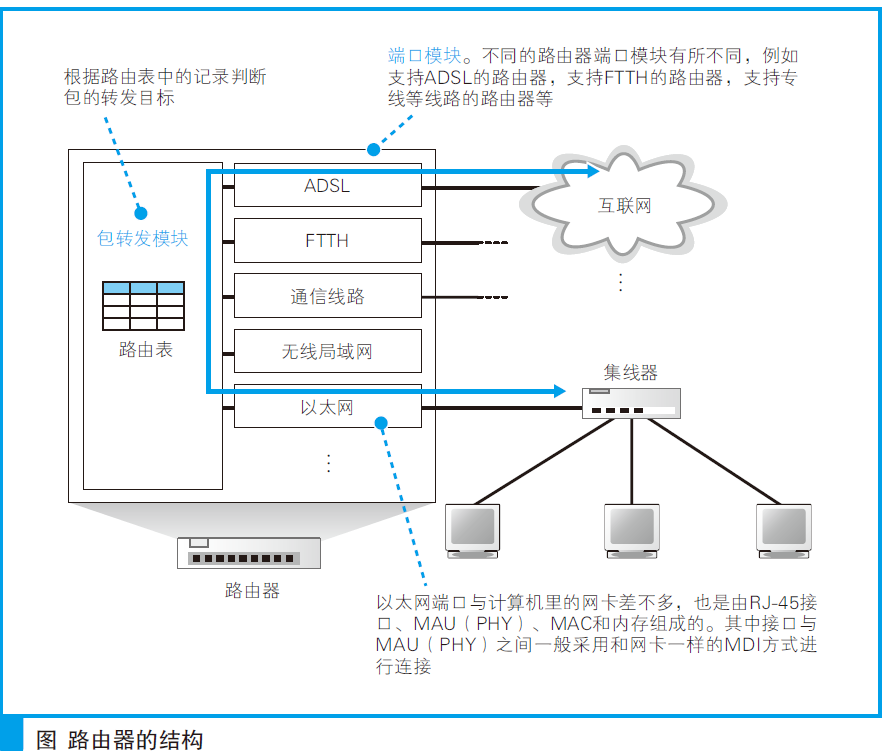 端口模块。不同的路由器端口模块有所不同，例如
支持ADSL的路由器，支持FTTH的路由器，支持专
线等线路的路由器等
根据路由表中的记录判断
包的转发目标
ADSL
互联网
包转发模块
FTTH
⋮
通信线路
路由表
无线局域网
集线器
以太网
⋮
路由器
以太网端口与计算机里的网卡差不多，也是由RJ-45接
口、MAU（PHY）、MAC和内存组成的。其中接口与
MAU（PHY）之间一般采用和网卡一样的MDI方式进
行连接
图 路由器的结构